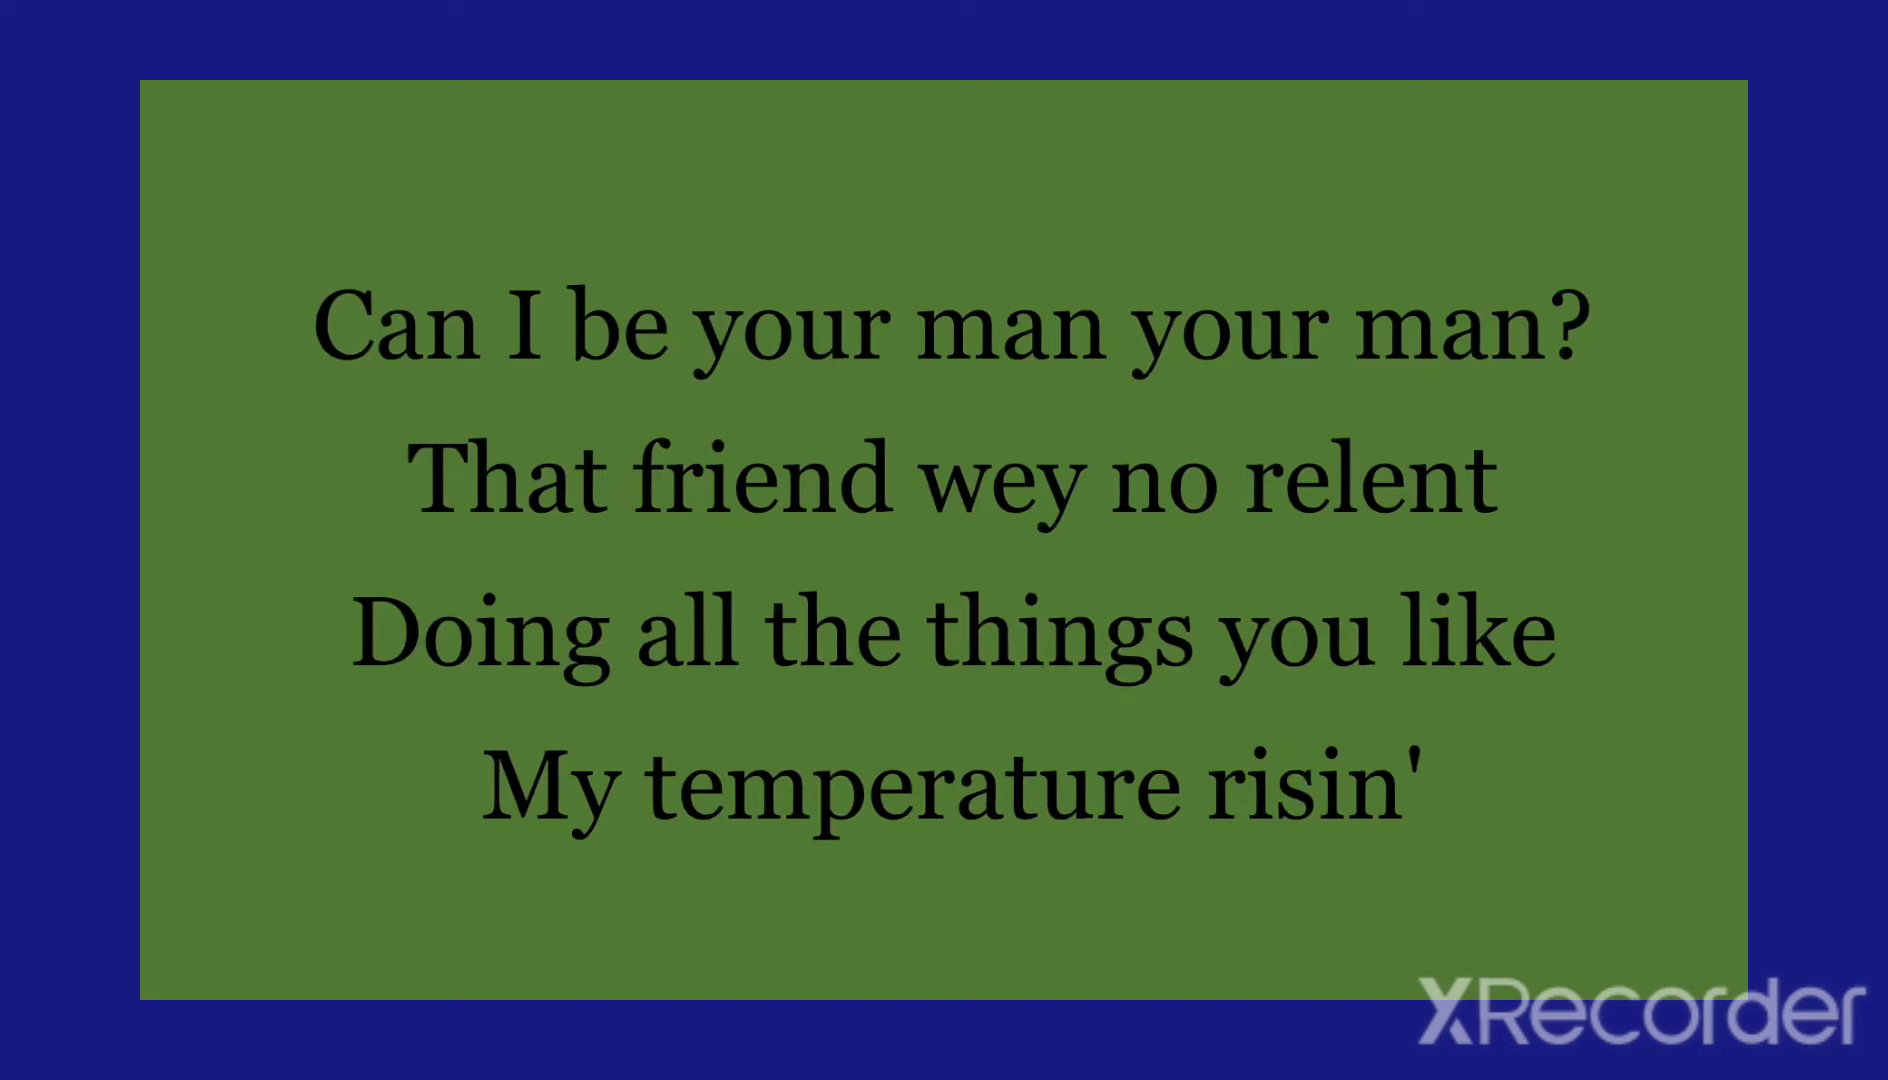 Can I be your man your man?
That friend wey no relent
Doing all the things you like
My temperature risin'
XRecorder